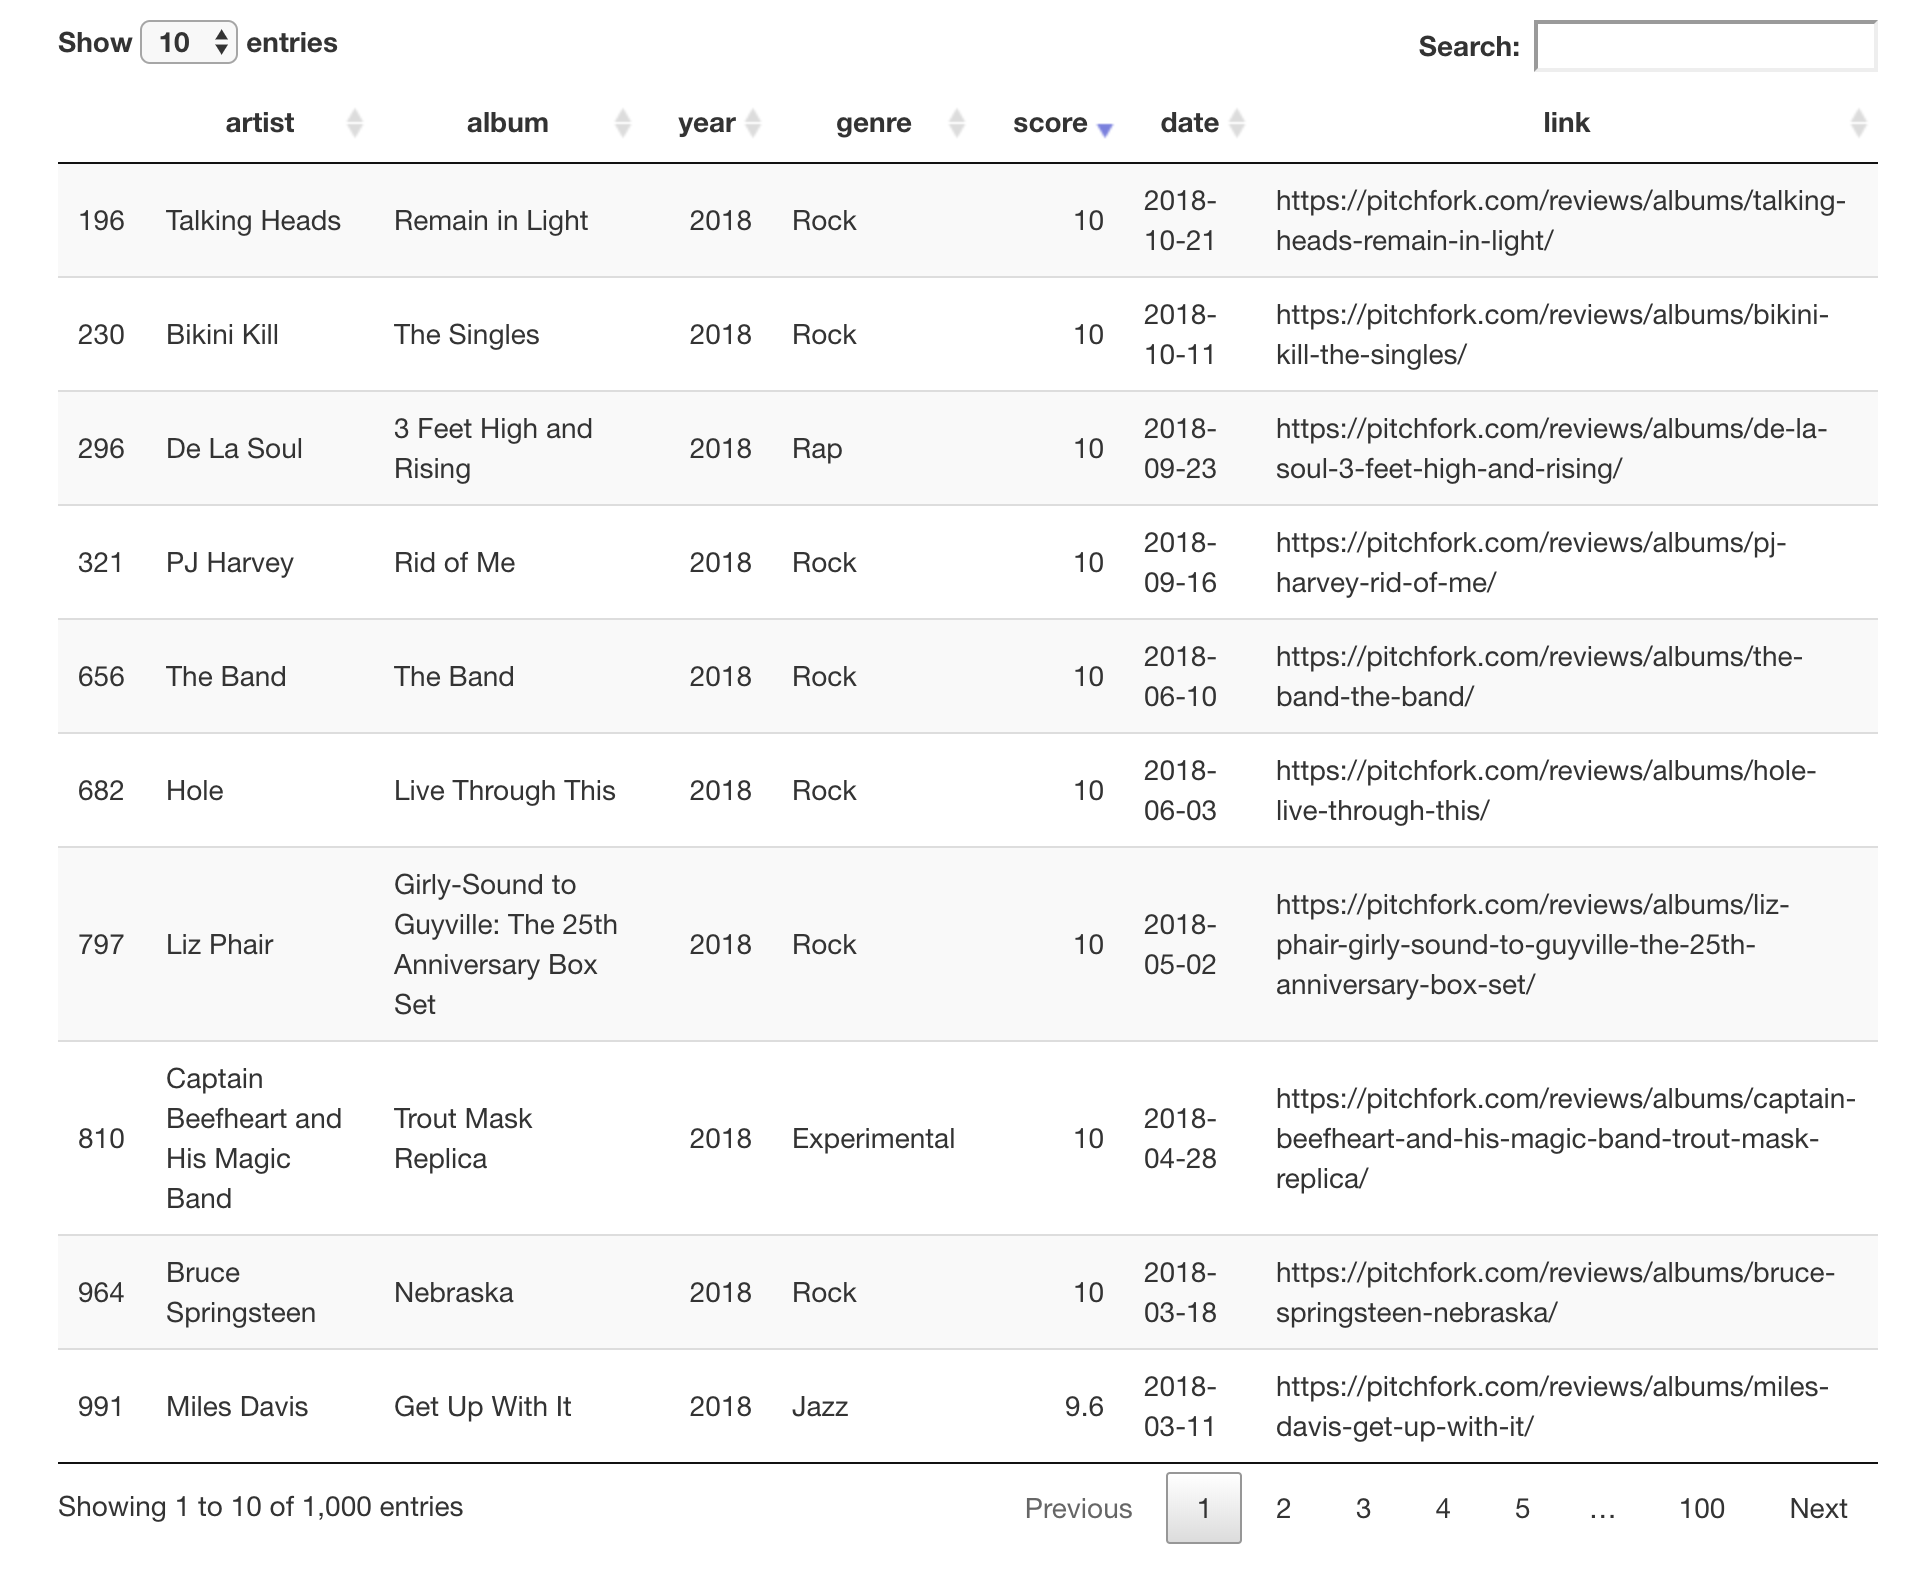 Show 10 entries
Search:
artist album year genre score date link
196 Talking Heads Remain in Light 2018 Rock 10 2018-10-21 https://pitchfork.com/reviews/albums/talking-heads-remain-in-light/
230 Bikini Kill The Singles 2018 Rock 10 2018-10-11 https://pitchfork.com/reviews/albums/bikini-kill-the-singles/
296 De La Soul 3 Feet High and Rising 2018 Rap 10 2018-09-23 https://pitchfork.com/reviews/albums/de-la-soul-3-feet-high-and-rising/
321 PJ Harvey Rid of Me 2018 Rock 10 2018-09-16 https://pitchfork.com/reviews/albums/pj-harvey-rid-of-me/
656 The Band The Band 2018 Rock 10 2018-06-10 https://pitchfork.com/reviews/albums/the-band-the-band/
682 Hole Live Through This 2018 Rock 10 2018-06-03 https://pitchfork.com/reviews/albums/hole-live-through-this/
797 Liz Phair Girly-Sound to Guyville: The 25th Anniversary Box Set 2018 Rock 10 2018-05-02 https://pitchfork.com/reviews/albums/liz-phair-girly-sound-to-guyville-the-25th-anniversary-box-set/
810 Captain Beefheart and His Magic Band Trout Mask Replica 2018 Experimental 10 2018-04-28 https://pitchfork.com/reviews/albums/captain-beefheart-and-his-magic-band-trout-mask-replica/
964 Bruce Springsteen Nebraska 2018 Rock 10 2018-03-18 https://pitchfork.com/reviews/albums/bruce-springsteen-nebraska/
991 Miles Davis Get Up With It 2018 Jazz 9.6 2018-03-11 https://pitchfork.com/reviews/albums/miles-davis-get-up-with-it/
Showing 1 to 10 of 1,000 entries
Previous 1 2 3 4 5 … 100 Next